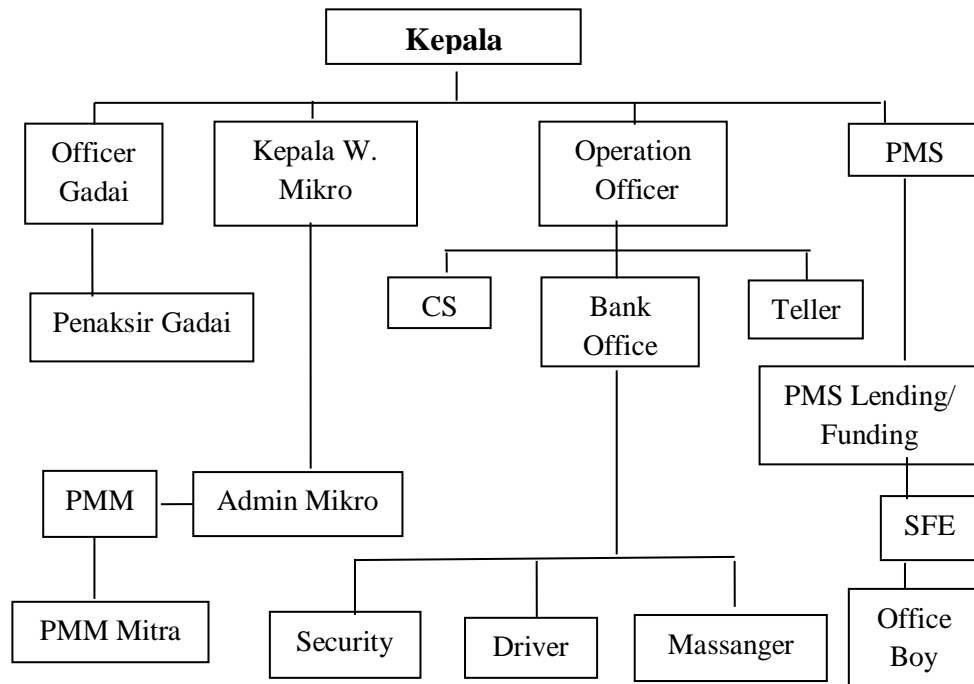 Kepala
Officer
Gadai
Kepala W.
Mikro
Operation
Officer
PMS
Penaksir Gadai
CS
Bank
Office
Teller
PMS Lending/
Funding
PMM
Admin Mikro
SFE
PMM Mitra
Security
Driver
Massanger
Office
Boy